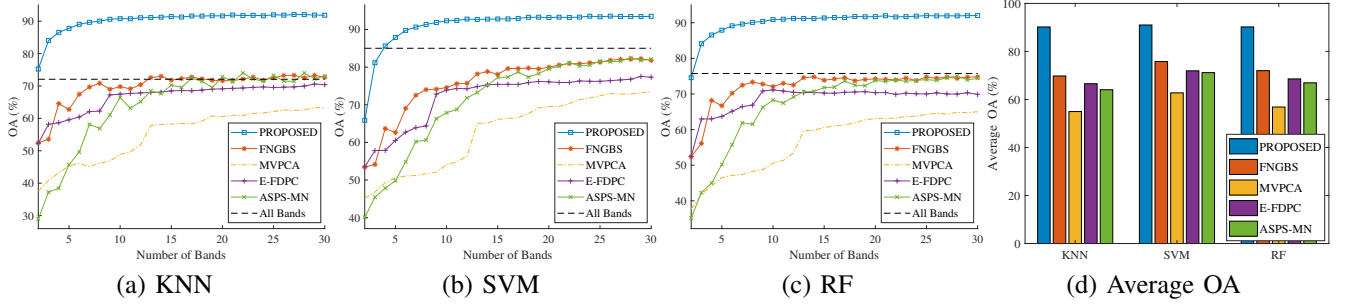 OA (%)
90
80
70
60
50
40
30
5
10
15
20
25
30
Number of Bands
PROPOSED
FNGBS
MVPCA
E-FDPC
ASPS-MN
All Bands
(a) KNN
OA (%)
90
80
70
60
50
40
5
10
15
20
25
30
Number of Bands
PROPOSED
FNGBS
MVPCA
E-FDPC
ASPS-MN
All Bands
(b) SVM
OA (%)
90
80
70
60
50
40
5
10
15
20
25
30
Number of Bands
PROPOSED
FNGBS
MVPCA
E-FDPC
ASPS-MN
All Bands
(c) RF
Average OA (%)
100
80
60
40
20
0
KNN
SVM
RF
PROPOSED
FNGBS
MVPCA
E-FDPC
ASPS-MN
(d) Average OA